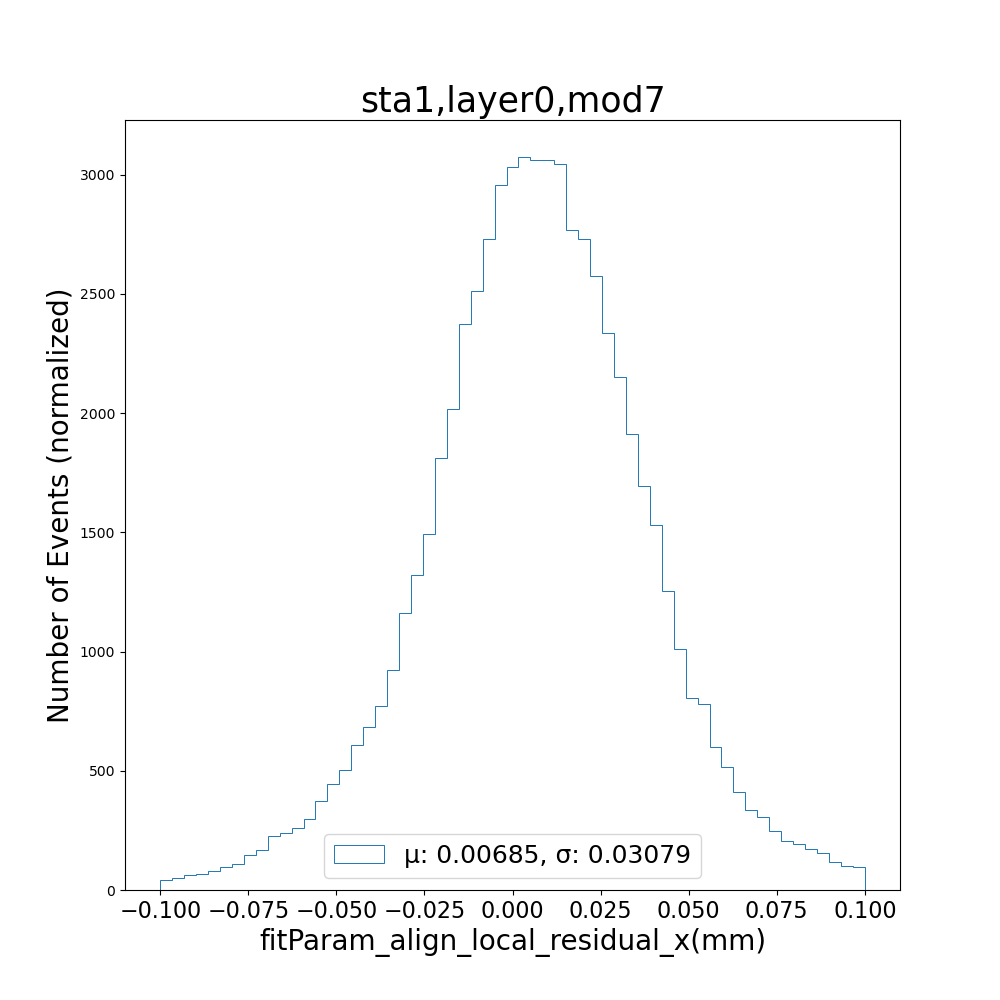 sta1,layer0,mod7
Number of Events (normalized)
3000
2500
2000
1500
1000
500
0
μ: 0.00685, σ: 0.03079
−0.100 −0.075 −0.050 −0.025 0.000 0.025 0.050 0.075 0.100
fitParam_align_local_residual_x(mm)